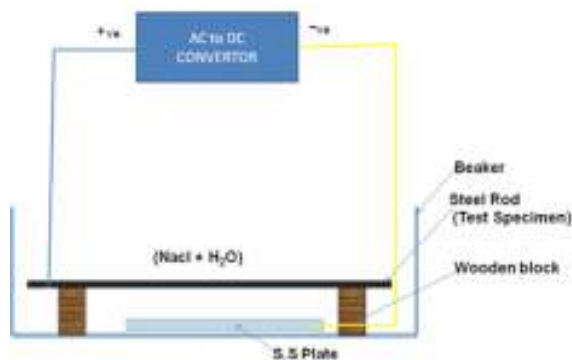 +ve
AC to DC
CONVERTOR
-ve
Beaker
Steel Rod
(Test Specimen)
(Nacl + H₂O)
Wooden block
S.S Plate